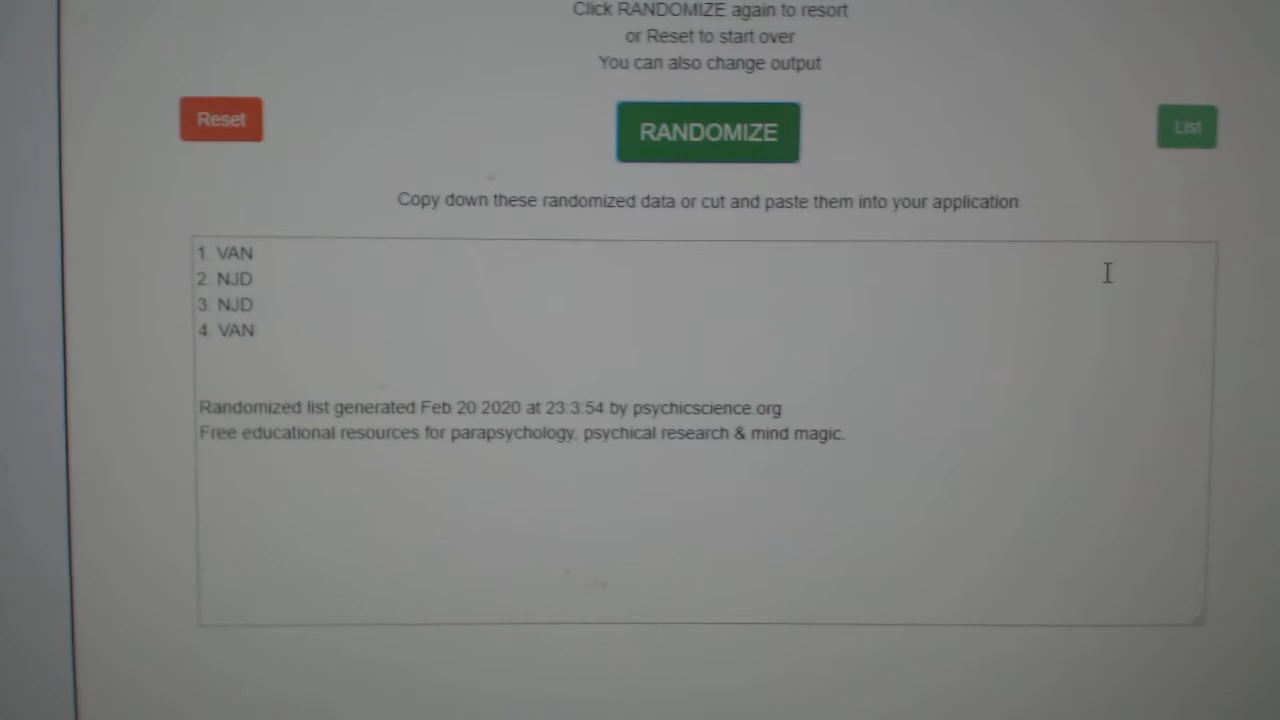 Click RANDOMIZE again to resort
or Reset to start over
You can also change output
Reset
RANDOMIZE
List
Copy down these randomized data or cut and paste them into your application
1. VAN
2. NJD
3. NJD
4. VAN
Randomized list generated Feb 20 2020 at 23:3:54 by psychicscience.org
Free educational resources for parapsychology, psychical research & mind magic.